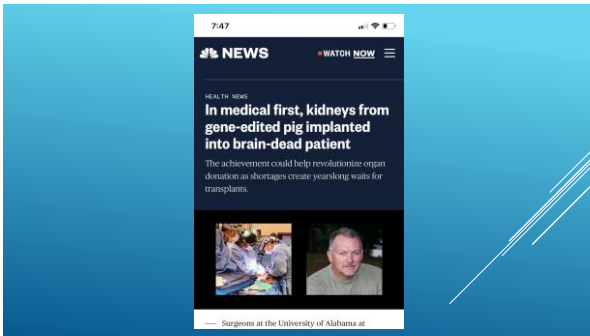 7:47
NEWS
WATCH NOW
HEALTH NEWS
In medical first, kidneys from
gene-edited pig implanted
into brain-dead patient
The achievement could help revolutionize organ
donation as shortages create yearslong waits for
transplants.
— Surgeons at the University of Alabama at